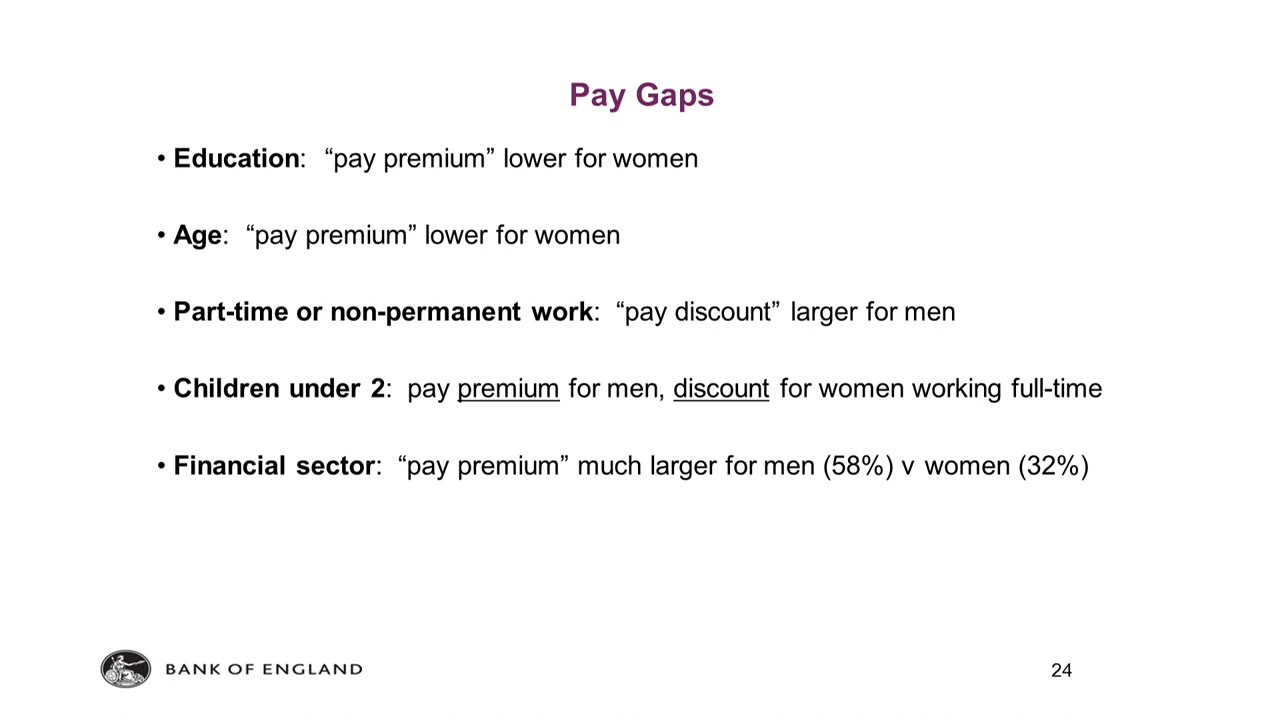 Pay Gaps
• Education: “pay premium” lower for women
• Age: “pay premium” lower for women
• Part-time or non-permanent work: “pay discount” larger for men
• Children under 2: pay premium for men, discount for women working full-time
• Financial sector: “pay premium” much larger for men (58%) v women (32%)
BANK OF ENGLAND
24